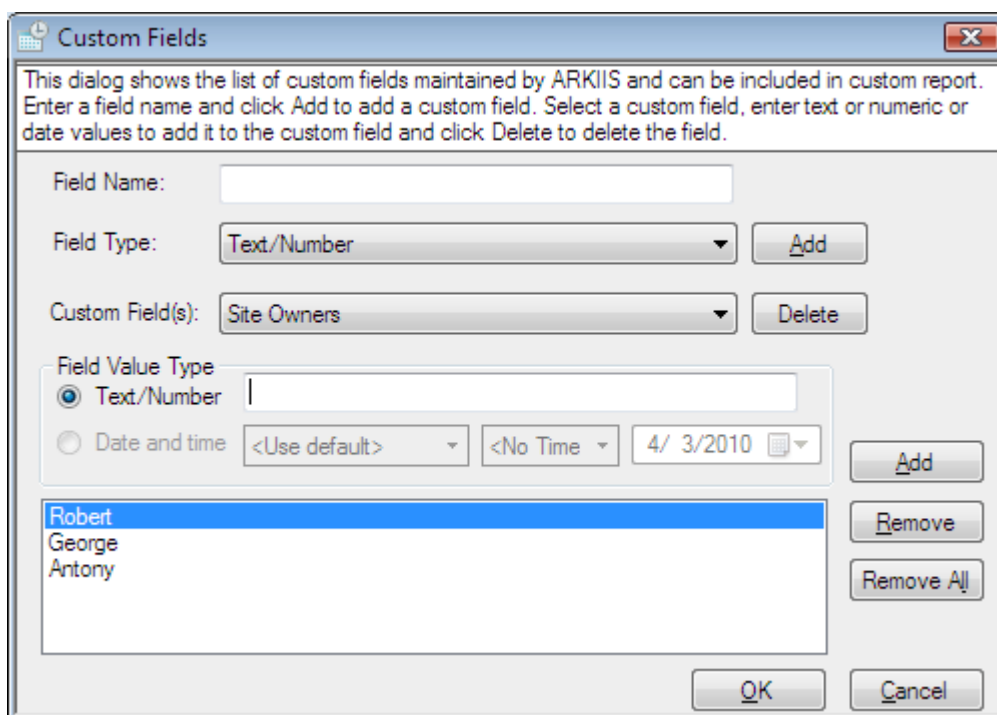 Custom Fields
This dialog shows the list of custom fields maintained by ARKIIS and can be included in custom report.
Enter a field name and click Add to add a custom field. Select a custom field, enter text or numeric or
date values to add it to the custom field and click Delete to delete the field.
Field Name:
Field Type: Text/Number Add
Custom Field(s): Site Owners Delete
Field Value Type
Text/Number
Date and time <Use default> <No Time 4/ 3/2010
Add
Robert
George
Antony
Remove
Remove All
OK Cancel